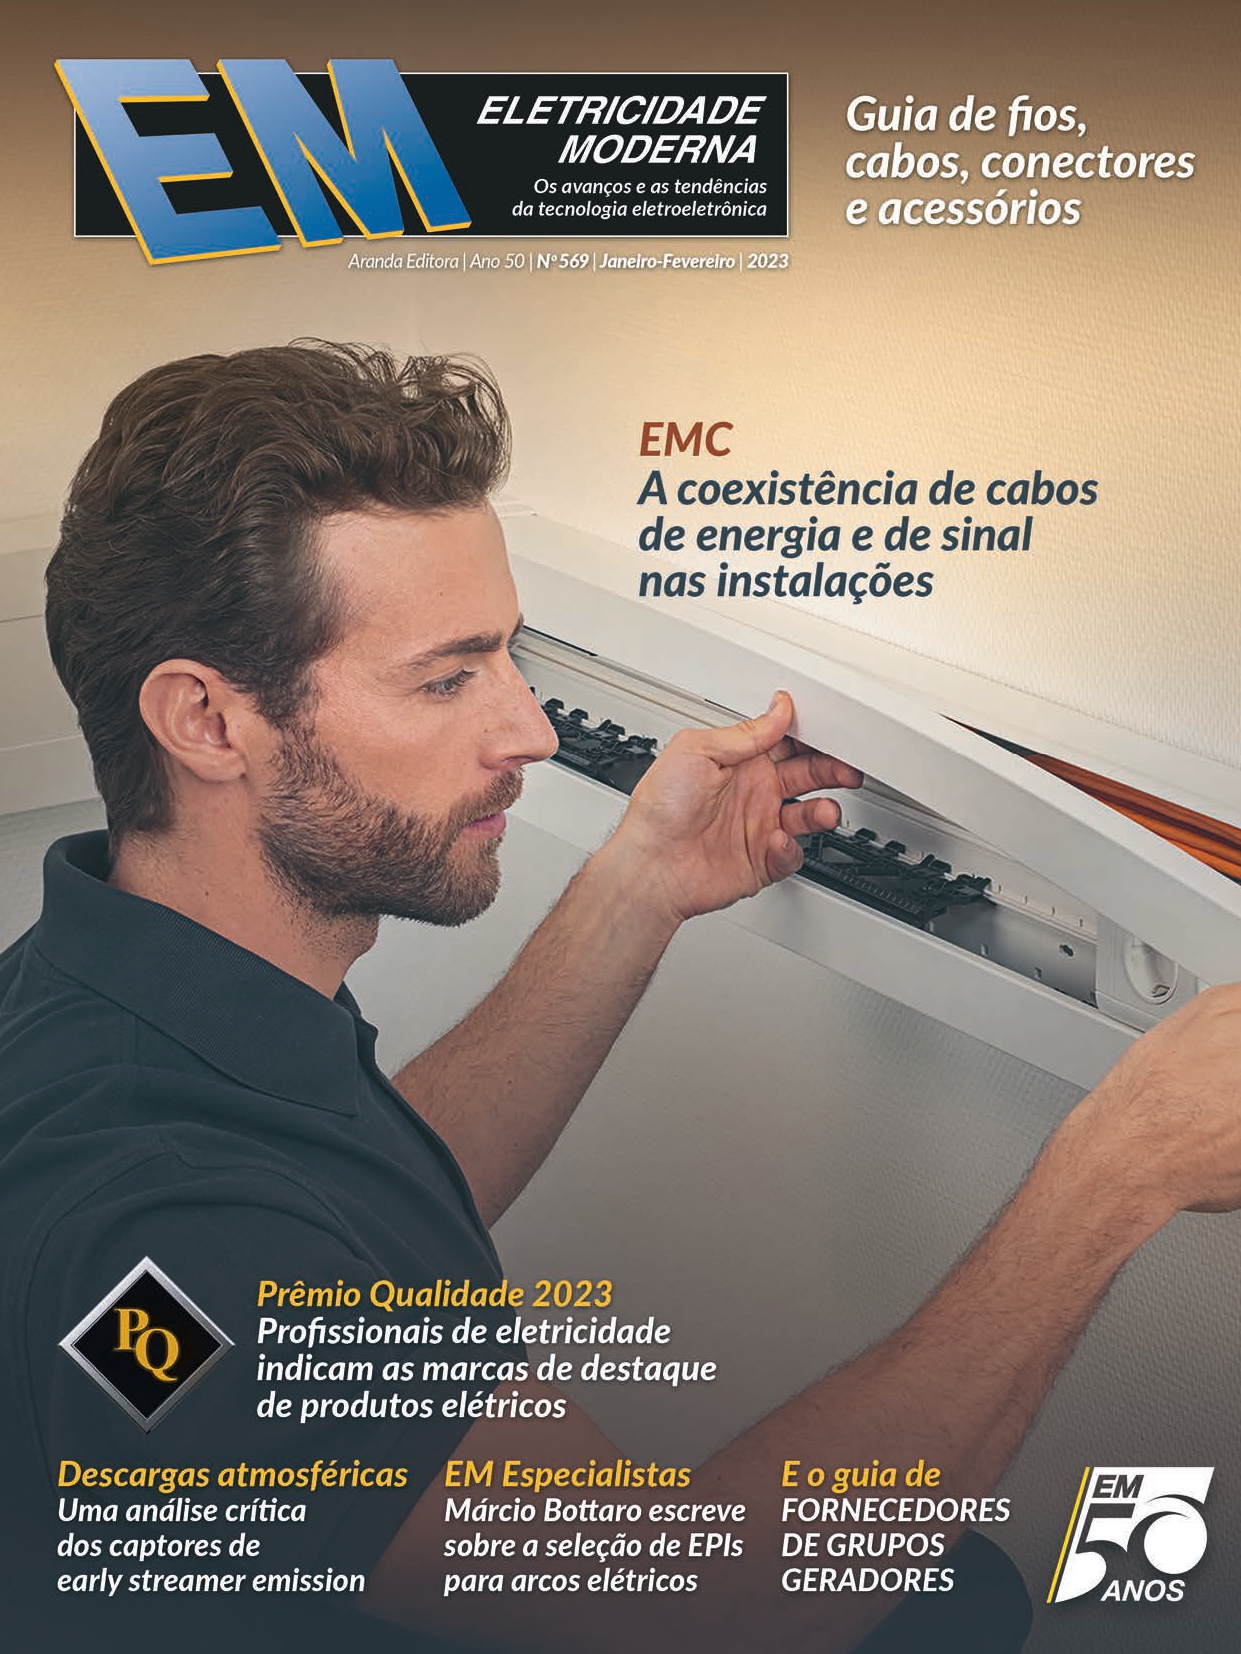 EM
ELETRICIDADE
MODERNA
Os avanços e as tendências
da tecnologia eletroeletrônica
Aranda Editora | Ano 50 | Nº 569 | Janeiro-Fevereiro | 2023
Guia de fios,
cabos, conectores
e acessórios
EMC
A coexistência de cabos
de energia e de sinal
nas instalações
PQ
Prêmio Qualidade 2023
Profissionais de eletricidade
indicam as marcas de destaque
de produtos elétricos
Descargas atmosféricas
Uma análise crítica
dos captores de
early streamer emission
EM Especialistas
Márcio Bottaro escreve
sobre a seleção de EPIs
para arcos elétricos
E o guia de
FORNECEDORES
DE GRUPOS
GERADORES
EM
50
ANOS